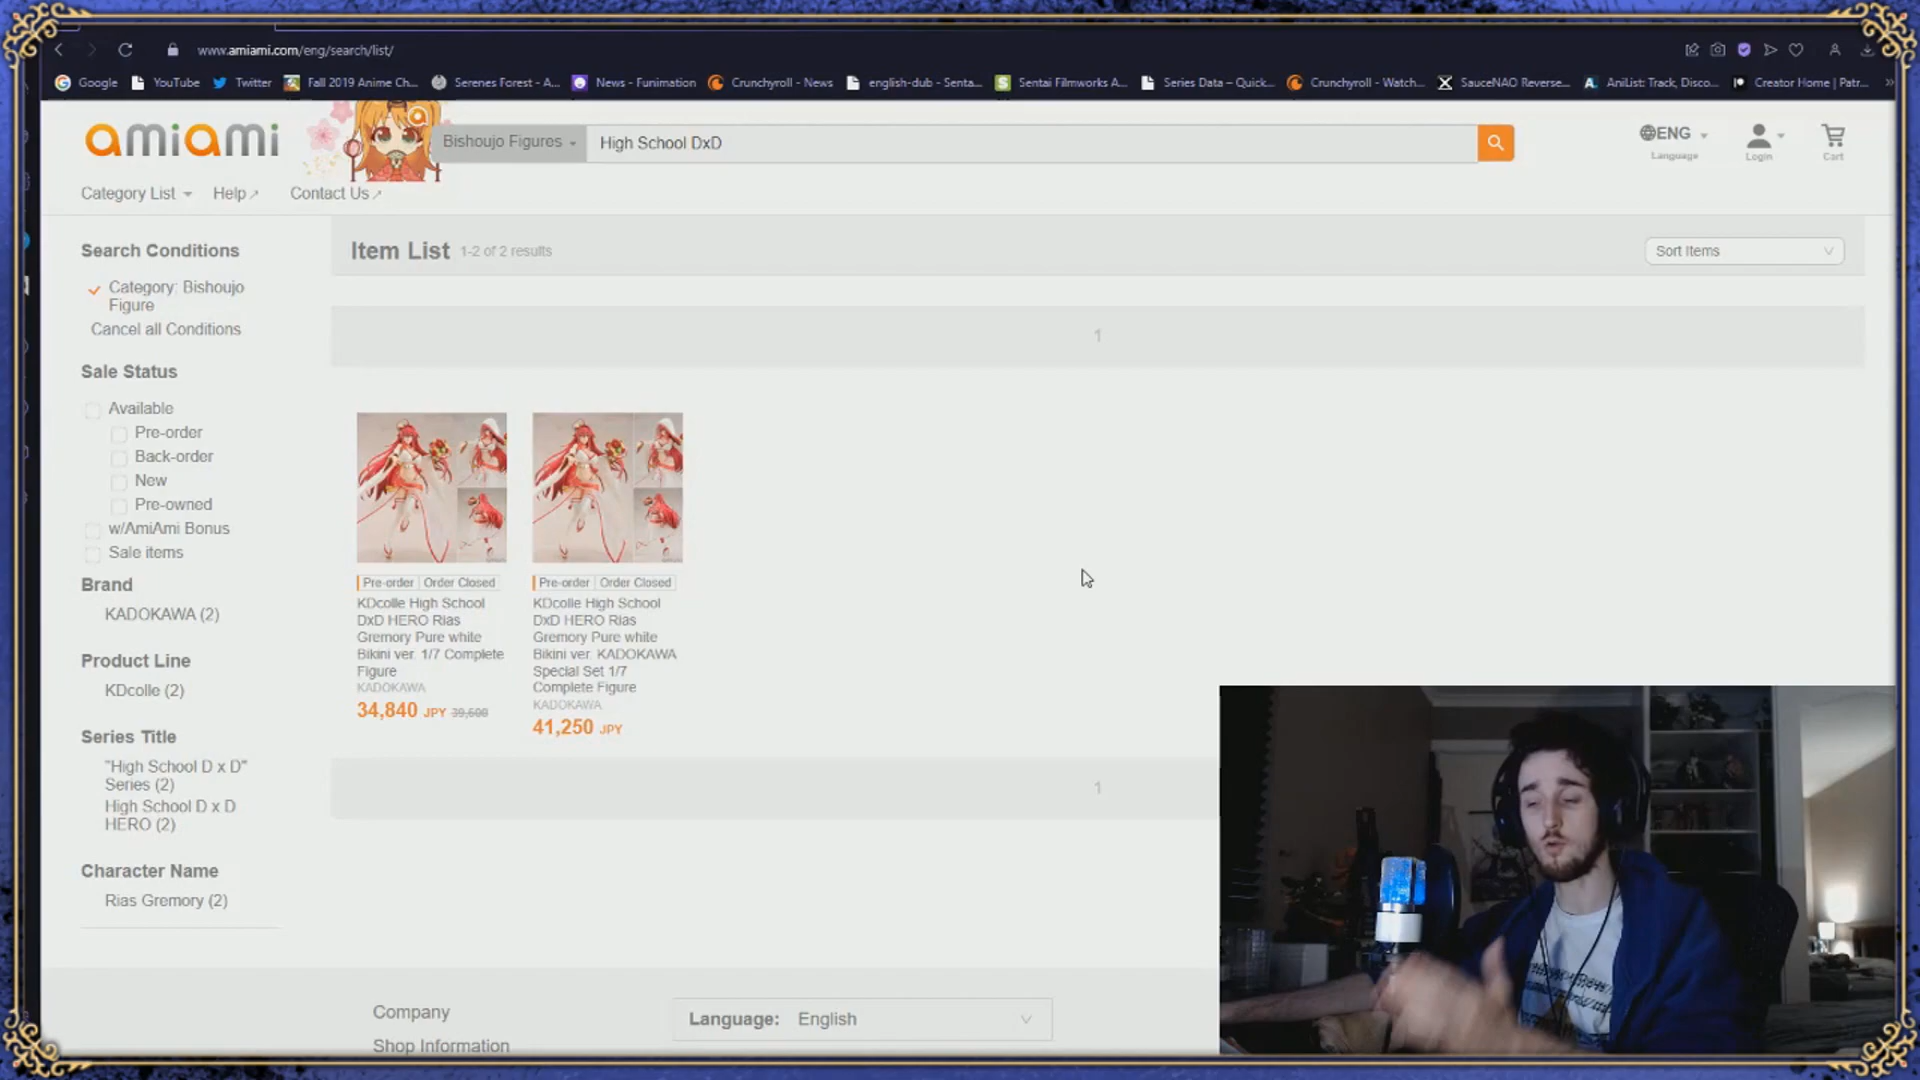 www.amiami.com/eng/search/list/
Google YouTube Twitter Fall 2019 Anime Ch... Serenes Forest - A... News - Funimation Crunchyroll - News english-dub - Senta... Sentai Filmworks A... Series Data – Quick... Crunchyroll - Watch... SauceNAO Reverse... AniList: Track, Disco... Creator Home | Patr...
amiami Bishoujo Figures High School DxD ENG
Language Login Cart
Category List Help Contact Us
Search Conditions
Category: Bishoujo
Figure
Cancel all Conditions
Sale Status
Available
Pre-order
Back-order
New
Pre-owned
w/AmiAmi Bonus
Sale items
Brand
KADOKAWA (2)
Product Line
KDcolle (2)
Series Title
"High School D x D"
Series (2)
High School D x D
HERO (2)
Character Name
Rias Gremory (2)
Item List 1-2 of 2 results Sort Items
1
Pre-order Order Closed
KDcolle High School
DxD HERO Rias
Gremory Pure white
Bikini ver. 1/7 Complete
Figure
KADOKAWA
34,840 JPY 39,600
Pre-order Order Closed
KDcolle High School
DxD HERO Rias
Gremory Pure white
Bikini ver. KADOKAWA
Special Set 1/7
Complete Figure
KADOKAWA
41,250 JPY
1
Company
Shop Information
Language: English